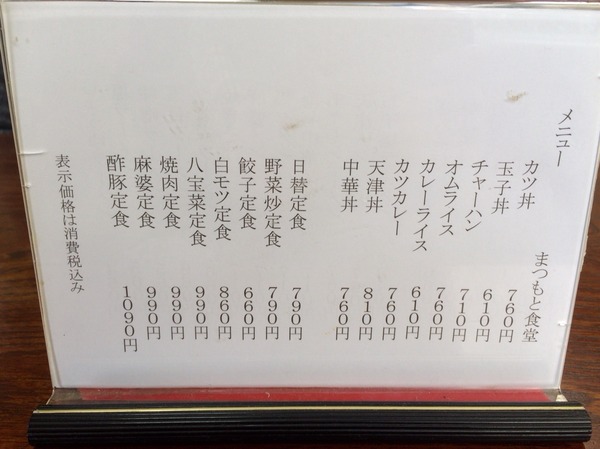 メニュー
まつもと食堂
カツ丼 760円
玉子丼 610円
チャーハン 710円
オムライス 760円
カレーライス 610円
カツカレー 760円
天津丼 810円
中華丼 760円
日替定食 790円
野菜炒定食 790円
餃子定食 660円
白モツ定食 860円
八宝菜定食 990円
焼肉定食 990円
麻婆定食 990円
酢豚定食 1090円
表示価格は消費税込み